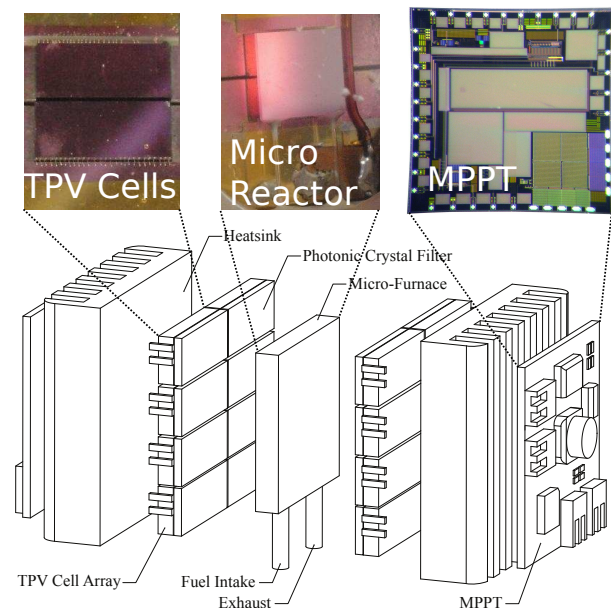 TPV Cells
Micro
Reactor
MPPT
Heatsink
Photonic Crystal Filter
Micro-Furnace
TPV Cell Array
Fuel Intake
Exhaust
MPPT